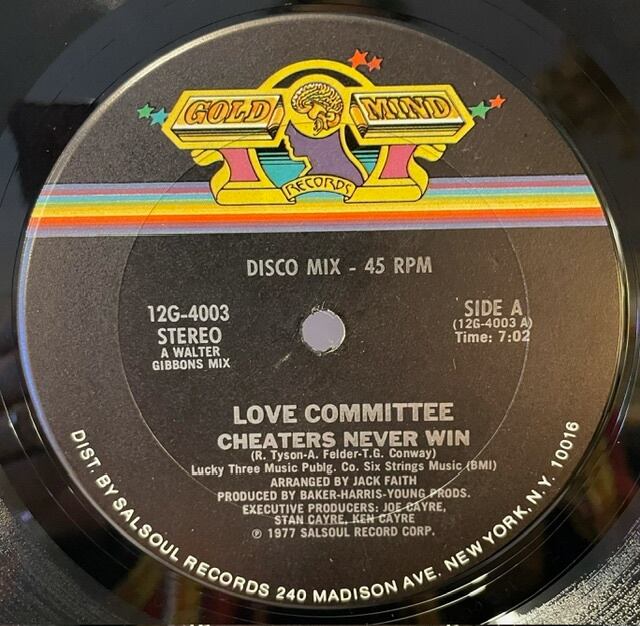 GOLD MIND
RECORDS
DISCO MIX - 45 RPM
12G-4003
STEREO
A WALTER
GIBBONS MIX
SIDE A
(12G-4003 A)
Time: 7:02
LOVE COMMITTEE
CHEATERS NEVER WIN
(R. Tyson-A. Felder-T.G. Conway)
Lucky Three Music Publg. Co. Six Strings Music (BMI)
ARRANGED BY JACK FAITH
PRODUCED BY BAKER-HARRIS-YOUNG PRODS.
EXECUTIVE PRODUCERS: JOE CAYRE,
STAN CAYRE, KEN CAYRE
℗ 1977 SALSOUL RECORD CORP.
DIST. BY SALSOUL RECORDS 240 MADISON AVE. NEW YORK, N.Y. 10016